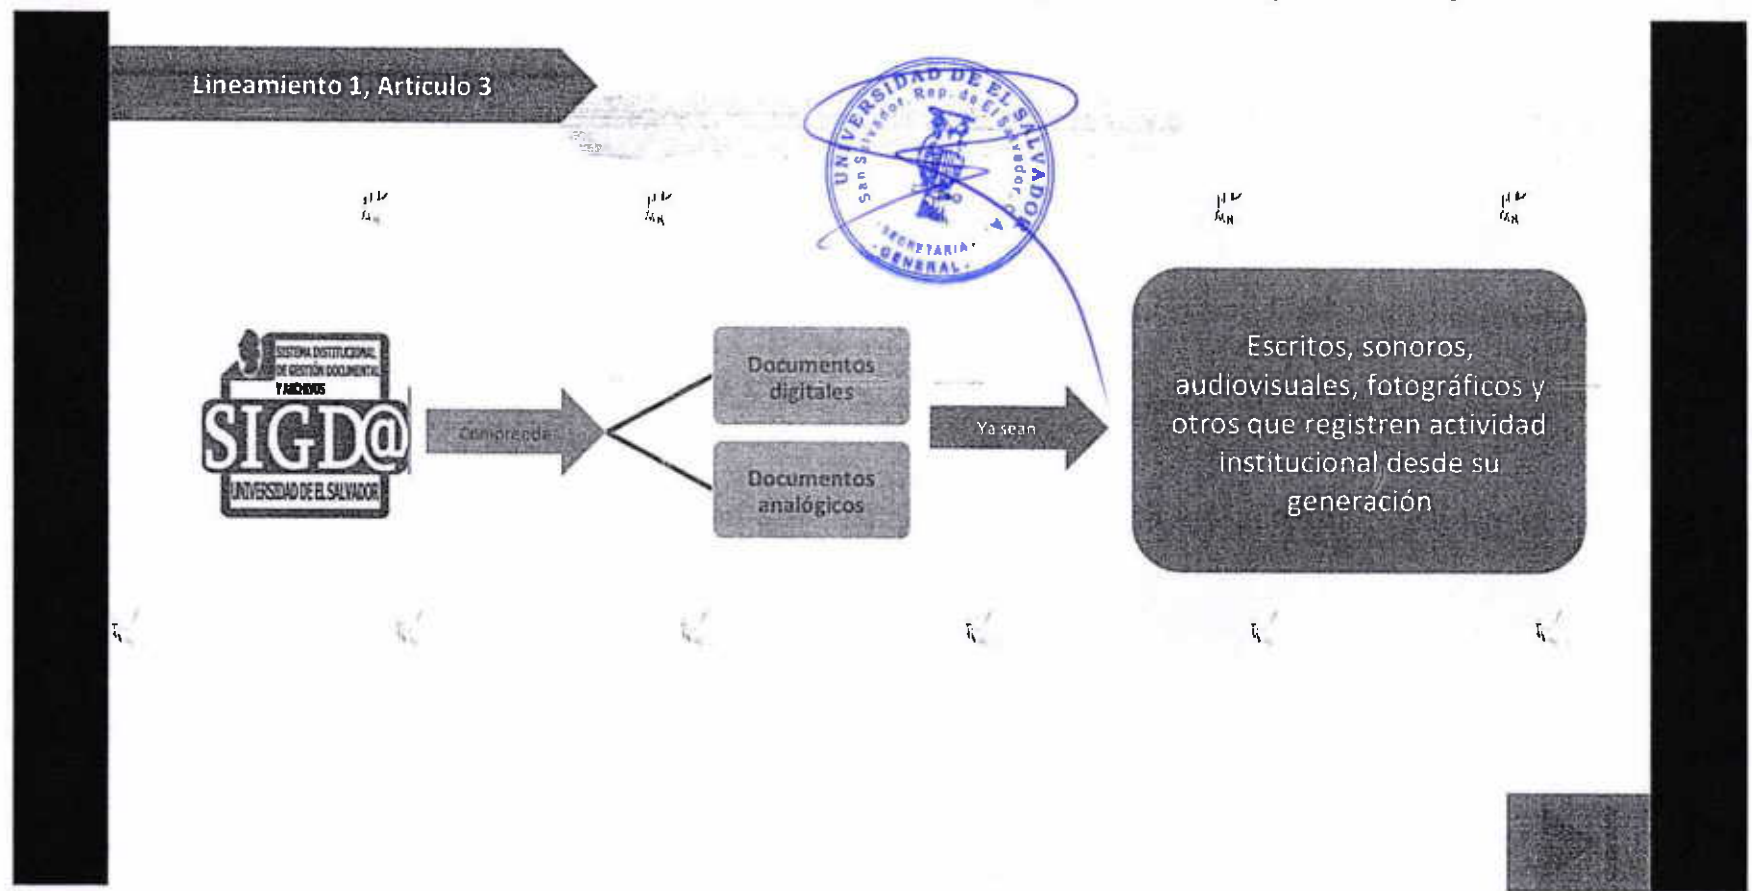 Lineamiento 1, Artículo 3
UNIVERSIDAD DE EL SALVADOR
San Salvador, Rep. de El Salvador, C. A.
SECRETARIA
GENERAL
SISTEMA INSTITUCIONAL
DE GESTIÓN DOCUMENTAL
Y ARCHIVOS
SIGD@
UNIVERSIDAD DE EL SALVADOR
Comprende
Documentos
digitales
Documentos
analógicos
Ya sean
Escritos, sonoros,
audiovisuales, fotográficos y
otros que registren actividad
institucional desde su
generación